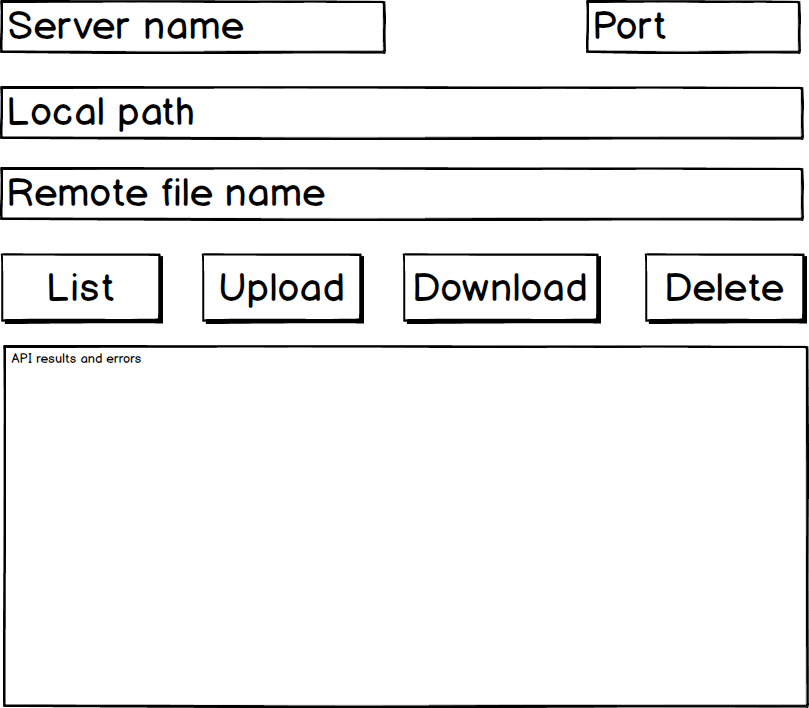 Server name
Port
Local path
Remote file name
List
Upload
Download
Delete
API results and errors